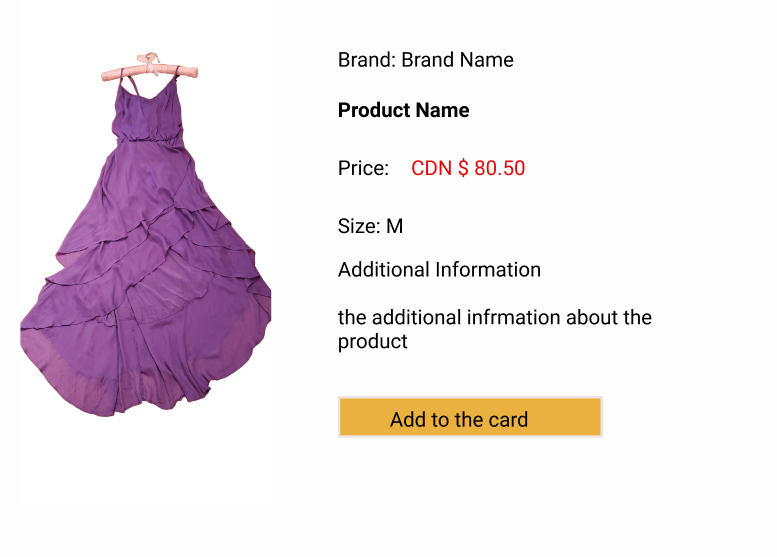 Brand: Brand Name
Product Name
Price: CDN $ 80.50
Size: M
Additional Information
the additional infrmation about the
product
Add to the card